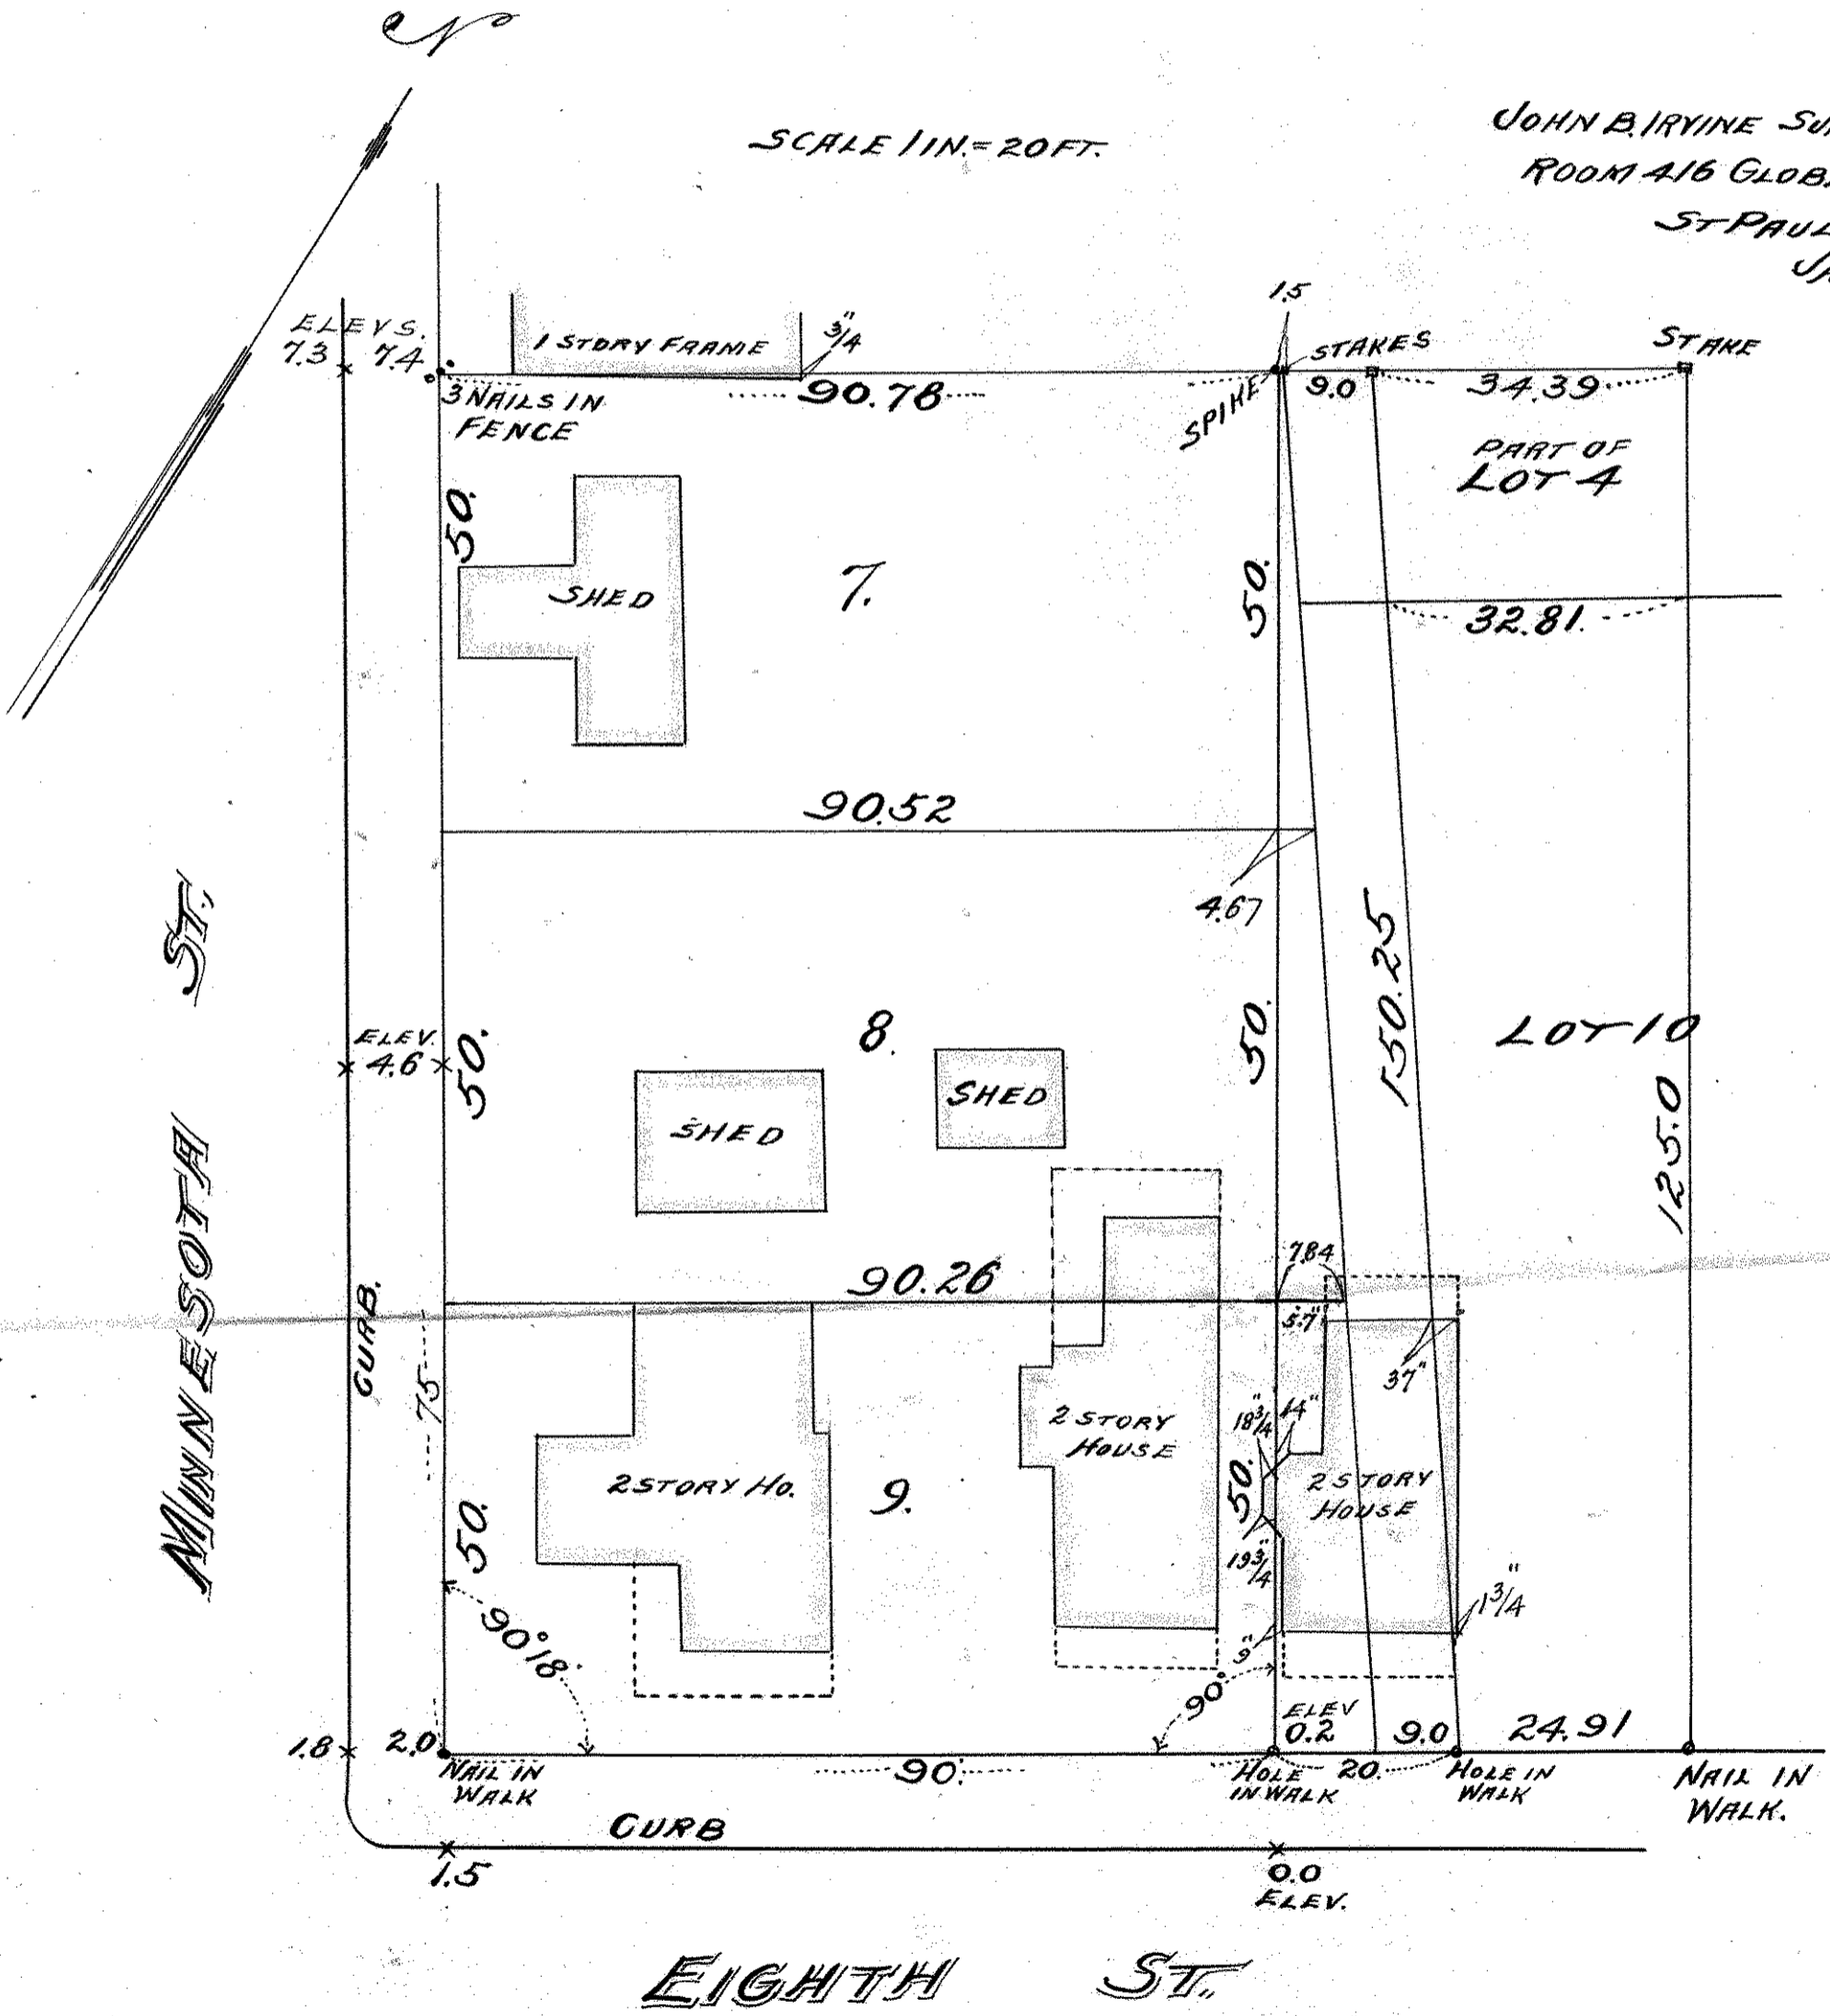 N
SCALE 1 IN.= 20 FT.
JOHN B. IRVINE
ROOM 416
ST PAUL
1.5
ELEVS.
7.3 7.4
1 STORY FRAME
3/4"
STAKES
STAKE
3 NAILS IN
FENCE
90.78
SPIKE
9.0
34.39
PART OF
LOT 4
50.
SHED
7.
50.
32.81.
90.52
4.67
MINNESOTA ST.
ELEV.
4.6
50.
8.
50.
150.25
LOT 10
SHED
SHED
125.0
7.84
90.26
5.7"
CURB.
75
37"
2 STORY
HOUSE
18 3/4"
14"
50.
2 STORY HO.
9.
50.
2 STORY
HOUSE
19 3/4"
1 3/4"
90°18'
9"
90°
ELEV
0.2
9.0
24.91
1.8
2.0
NAIL IN
WALK
90.
HOLE
IN WALK
20.
HOLE IN
WALK
NAIL IN
WALK.
CURB
1.5
0.0
ELEV.
EIGHTH ST.